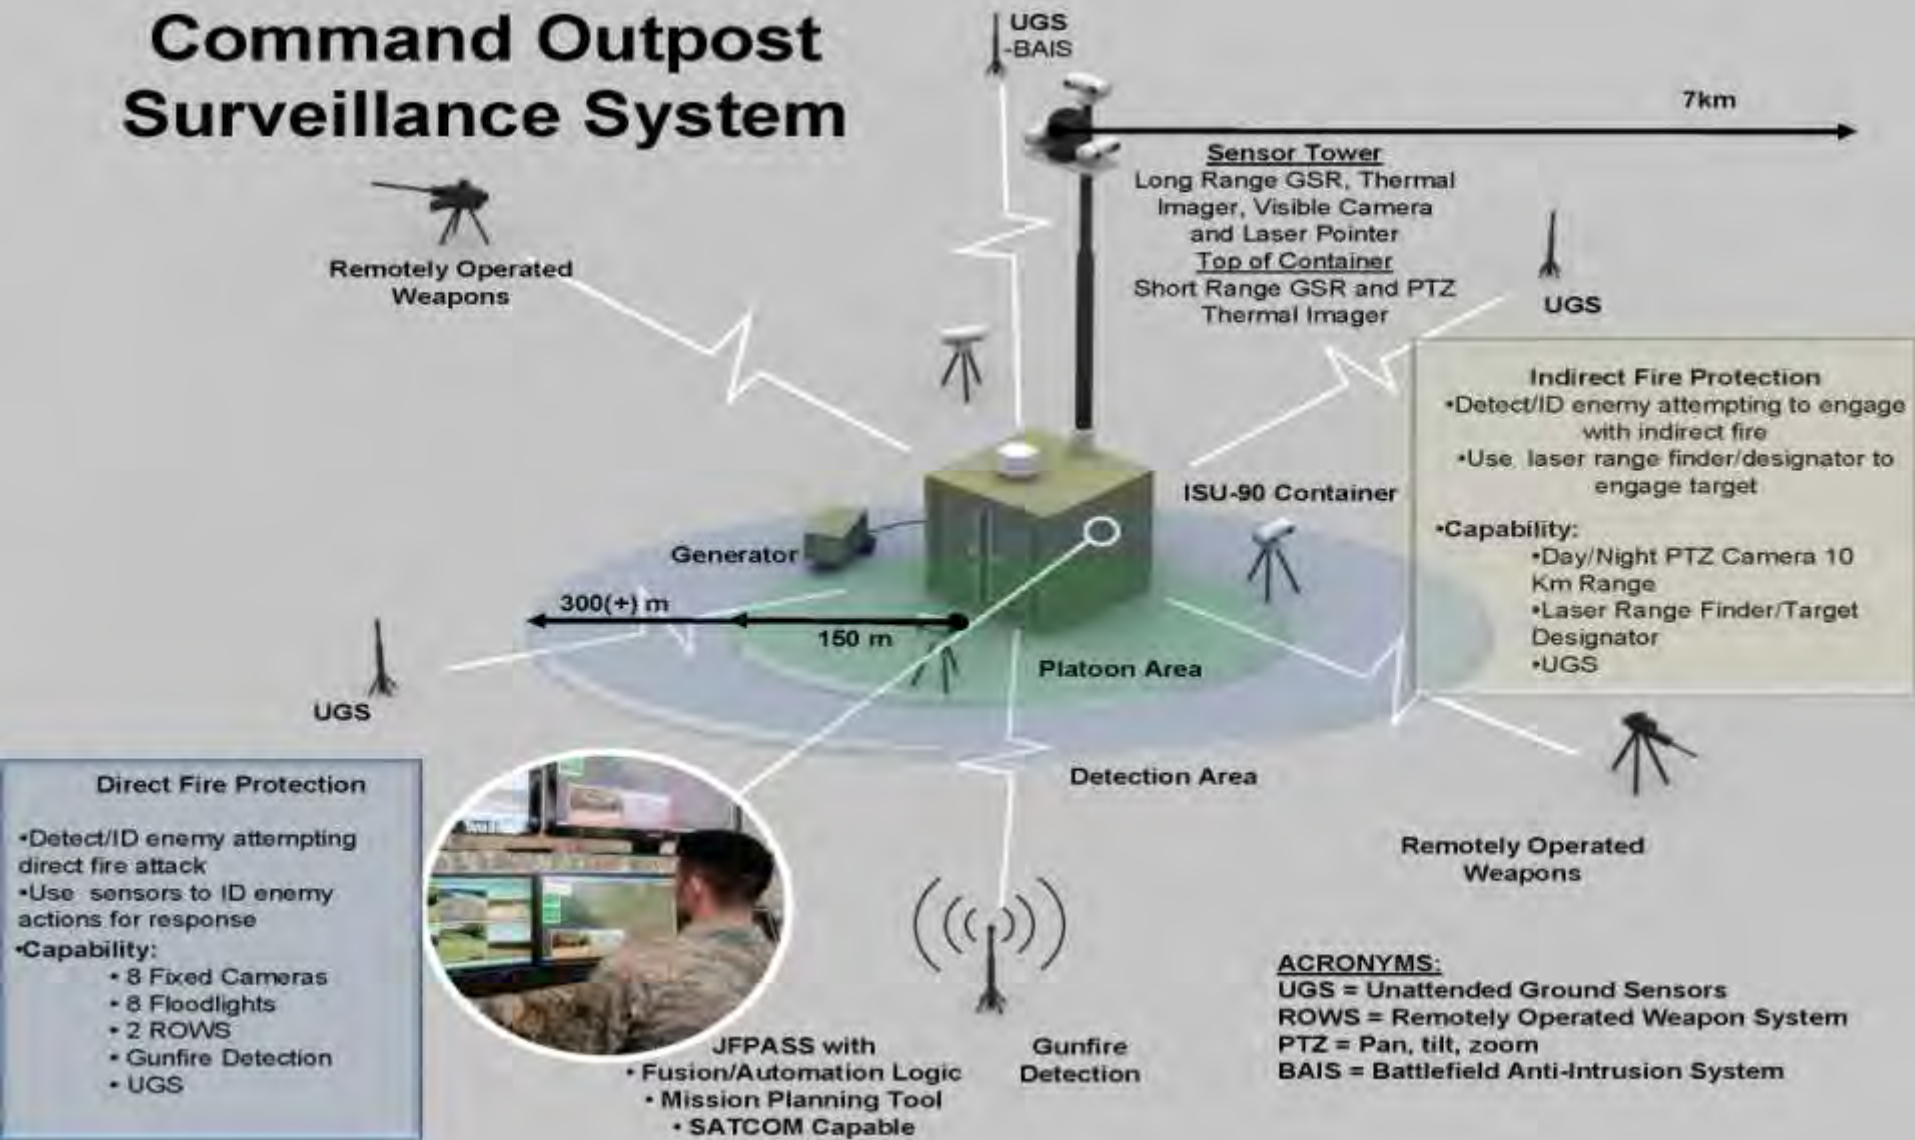 Command Outpost
Surveillance System
UGS
-BAIS
7km
Sensor Tower
Long Range GSR, Thermal
Imager, Visible Camera
and Laser Pointer
Top of Container
Short Range GSR and PTZ
Thermal Imager
Remotely Operated
Weapons
UGS
Indirect Fire Protection
•Detect/ID enemy attempting to engage
with indirect fire
•Use laser range finder/designator to
engage target
•Capability:
•Day/Night PTZ Camera 10
Km Range
•Laser Range Finder/Target
Designator
•UGS
ISU-90 Container
Generator
300(+) m
150 m
Platoon Area
UGS
Detection Area
Direct Fire Protection
•Detect/ID enemy attempting
direct fire attack
•Use sensors to ID enemy
actions for response
•Capability:
• 8 Fixed Cameras
• 8 Floodlights
• 2 ROWS
• Gunfire Detection
• UGS
Remotely Operated
Weapons
JFPASS with
• Fusion/Automation Logic
• Mission Planning Tool
• SATCOM Capable
Gunfire
Detection
ACRONYMS:
UGS = Unattended Ground Sensors
ROWS = Remotely Operated Weapon System
PTZ = Pan, tilt, zoom
BAIS = Battlefield Anti-Intrusion System